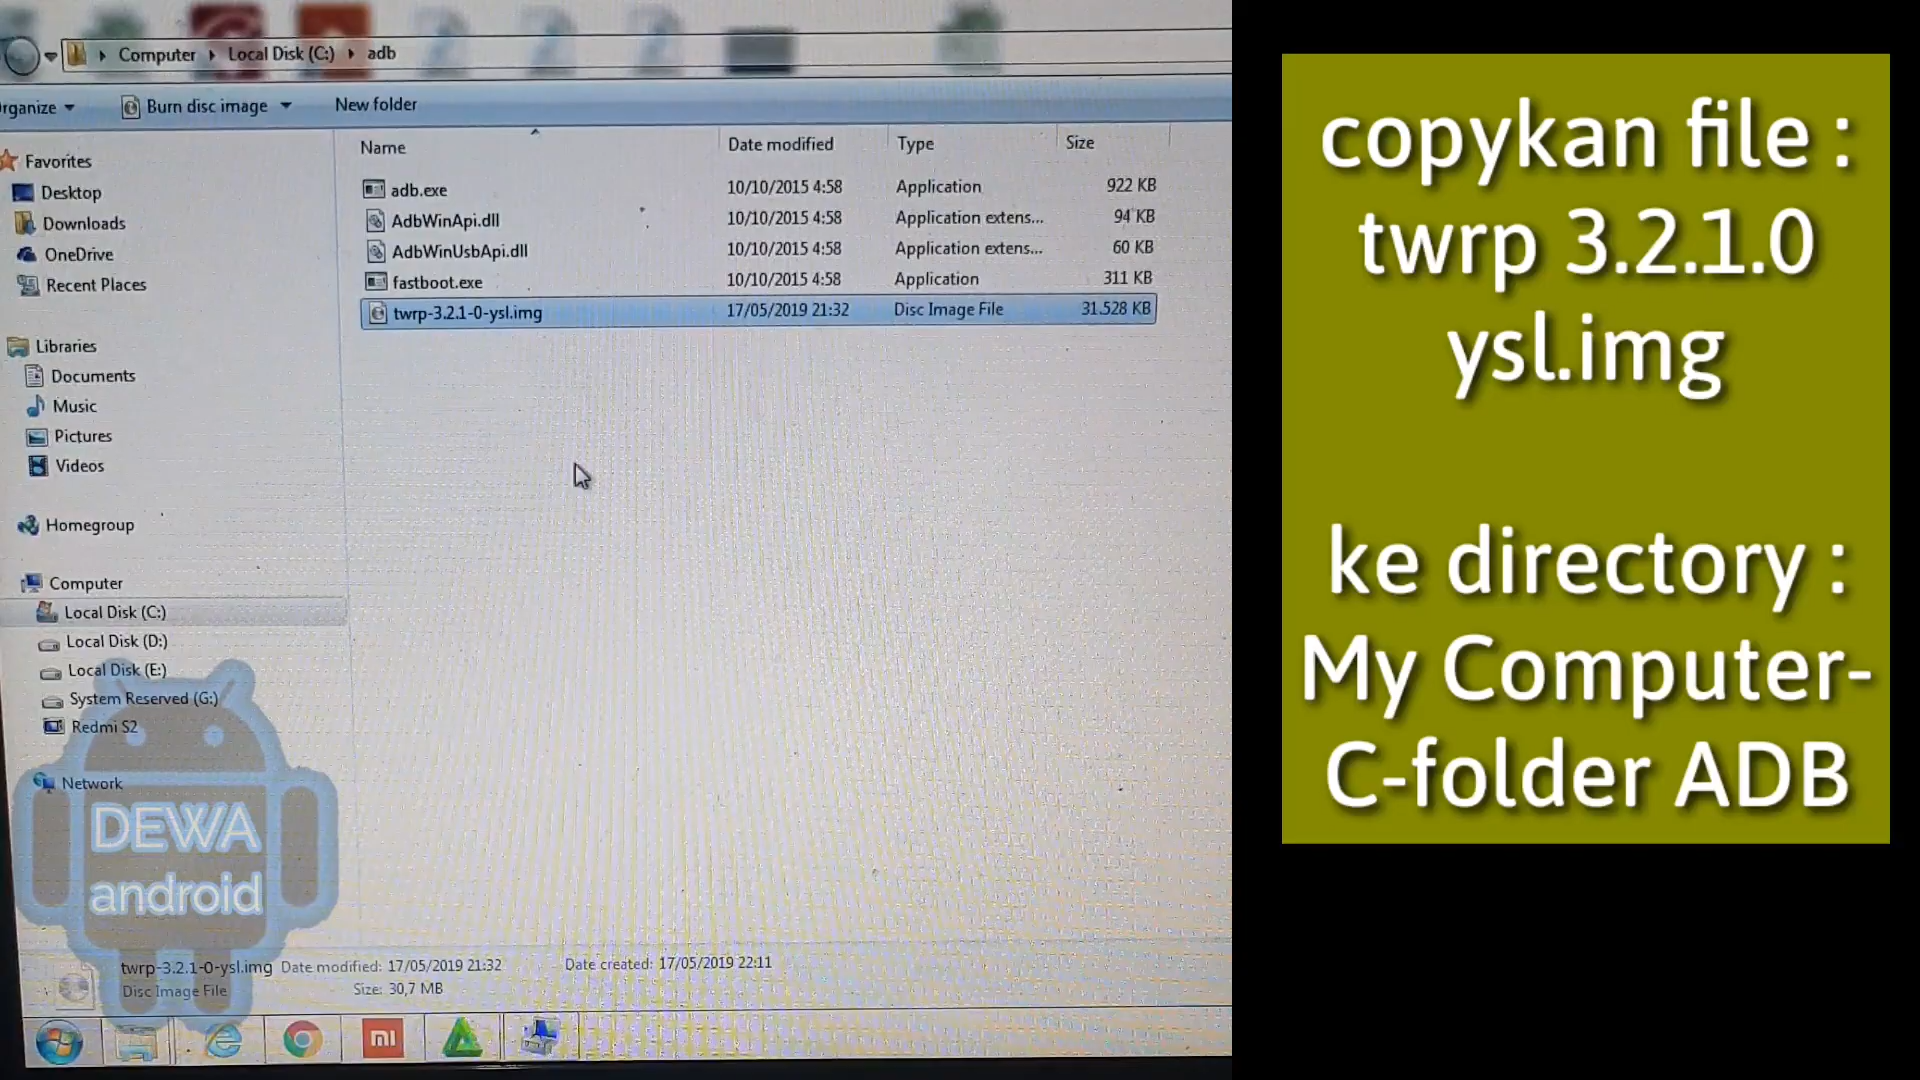 Computer
Local Disk (C:)
adb
rganize
Burn disc image
New folder
Name
Date modified
Type
Size
adb.exe
10/10/2015 4:58
Application
922 KB
AdbWinApi.dll
10/10/2015 4:58
Application extens...
94 KB
AdbWinUsbApi.dll
10/10/2015 4:58
Application extens...
60 KB
fastboot.exe
10/10/2015 4:58
Application
311 KB
twrp-3.2.1-0-ysl.img
17/05/2019 21:32
Disc Image File
31.528 KB
Favorites
Desktop
Downloads
OneDrive
Recent Places
Libraries
Documents
Music
Pictures
Videos
Homegroup
Computer
Local Disk (C:)
Local Disk (D:)
Local Disk (E:)
System Reserved (G:)
Redmi S2
Network
DEWA
android
twrp-3.2.1-0-ysl.img Date modified: 17/05/2019 21:32
Date created: 17/05/2019 22:11
Disc Image File
Size: 30,7 MB
mi
copykan file :
twrp 3.2.1.0
ysl.img
ke directory :
My Computer-
C-folder ADB